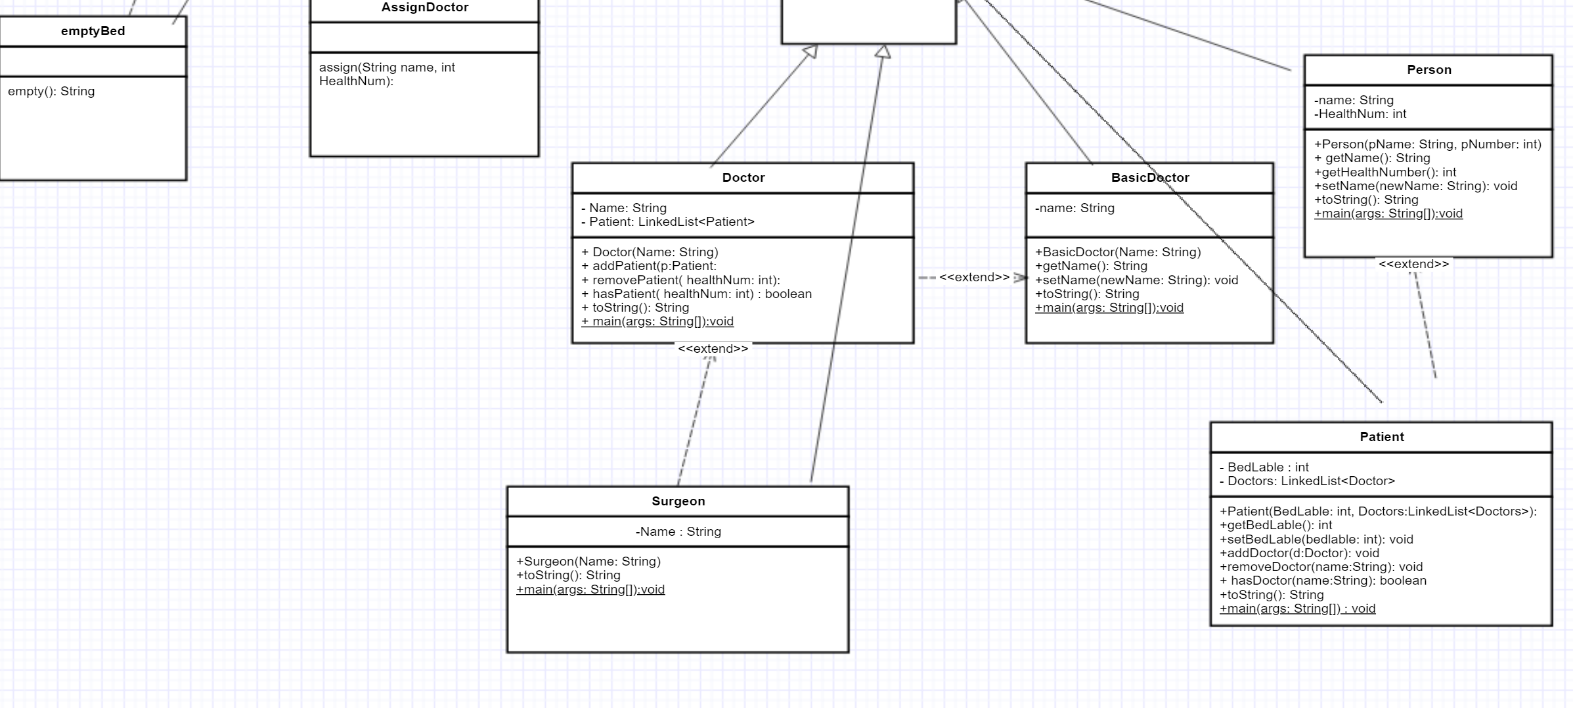 emptyBed
empty(): String
AssignDoctor
assign(String name, int
HealthNum):
Doctor
- Name: String
- Patient: LinkedList<Patient>
+ Doctor(Name: String)
+ addPatient(p:Patient:
+ removePatient( healthNum: int):
+ hasPatient( healthNum: int) : boolean
+ toString(): String
+ main(args: String[]):void
<<extend>>
<<extend>>
BasicDoctor
-name: String
+BasicDoctor(Name: String)
+getName(): String
+setName(newName: String): void
+toString(): String
+main(args: String[]):void
Person
-name: String
-HealthNum: int
+Person(pName: String, pNumber: int)
+ getName(): String
+getHealthNumber(): int
+setName(newName: String): void
+toString(): String
+main(args: String[]):void
<<extend>>
Surgeon
-Name : String
+Surgeon(Name: String)
+toString(): String
+main(args: String[]):void
Patient
- BedLable : int
- Doctors: LinkedList<Doctor>
+Patient(BedLable: int, Doctors:LinkedList<Doctors>):
+getBedLable(): int
+setBedLable(bedlable: int): void
+addDoctor(d:Doctor): void
+removeDoctor(name:String): void
+ hasDoctor(name:String): boolean
+toString(): String
+main(args: String[]) : void